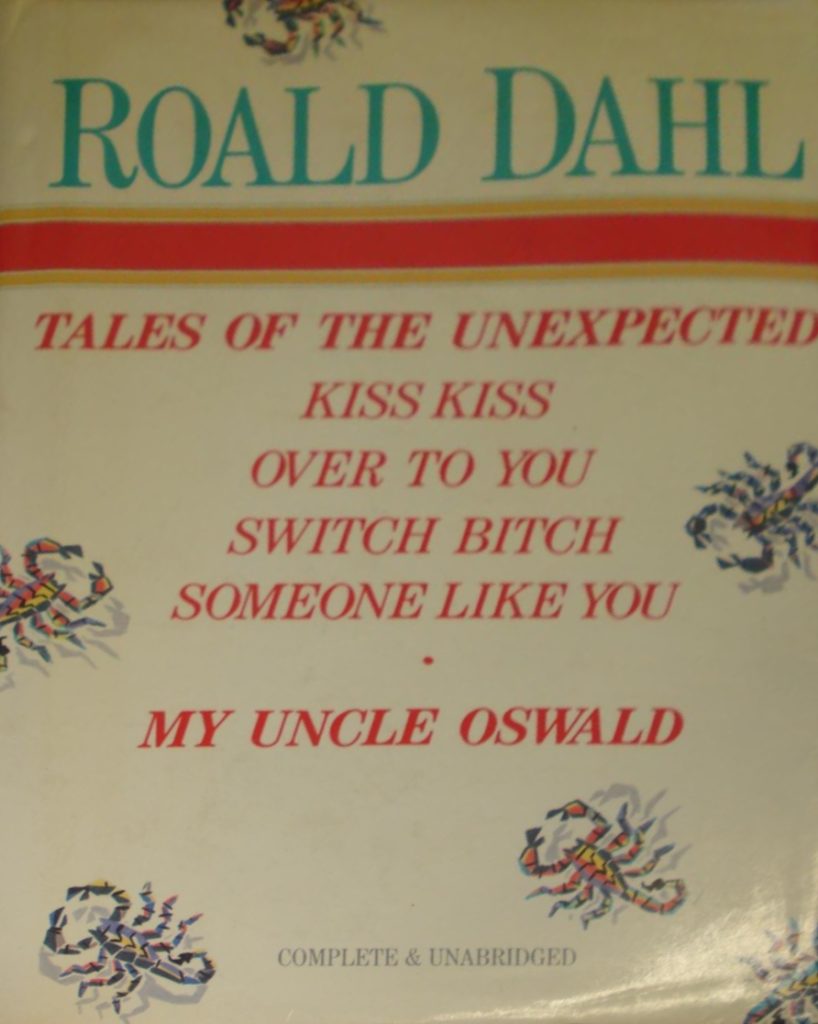 ROALD DAHL
TALES OF THE UNEXPECTED
KISS KISS
OVER TO YOU
SWITCH BITCH
SOMEONE LIKE YOU
•
MY UNCLE OSWALD
COMPLETE & UNABRIDGED